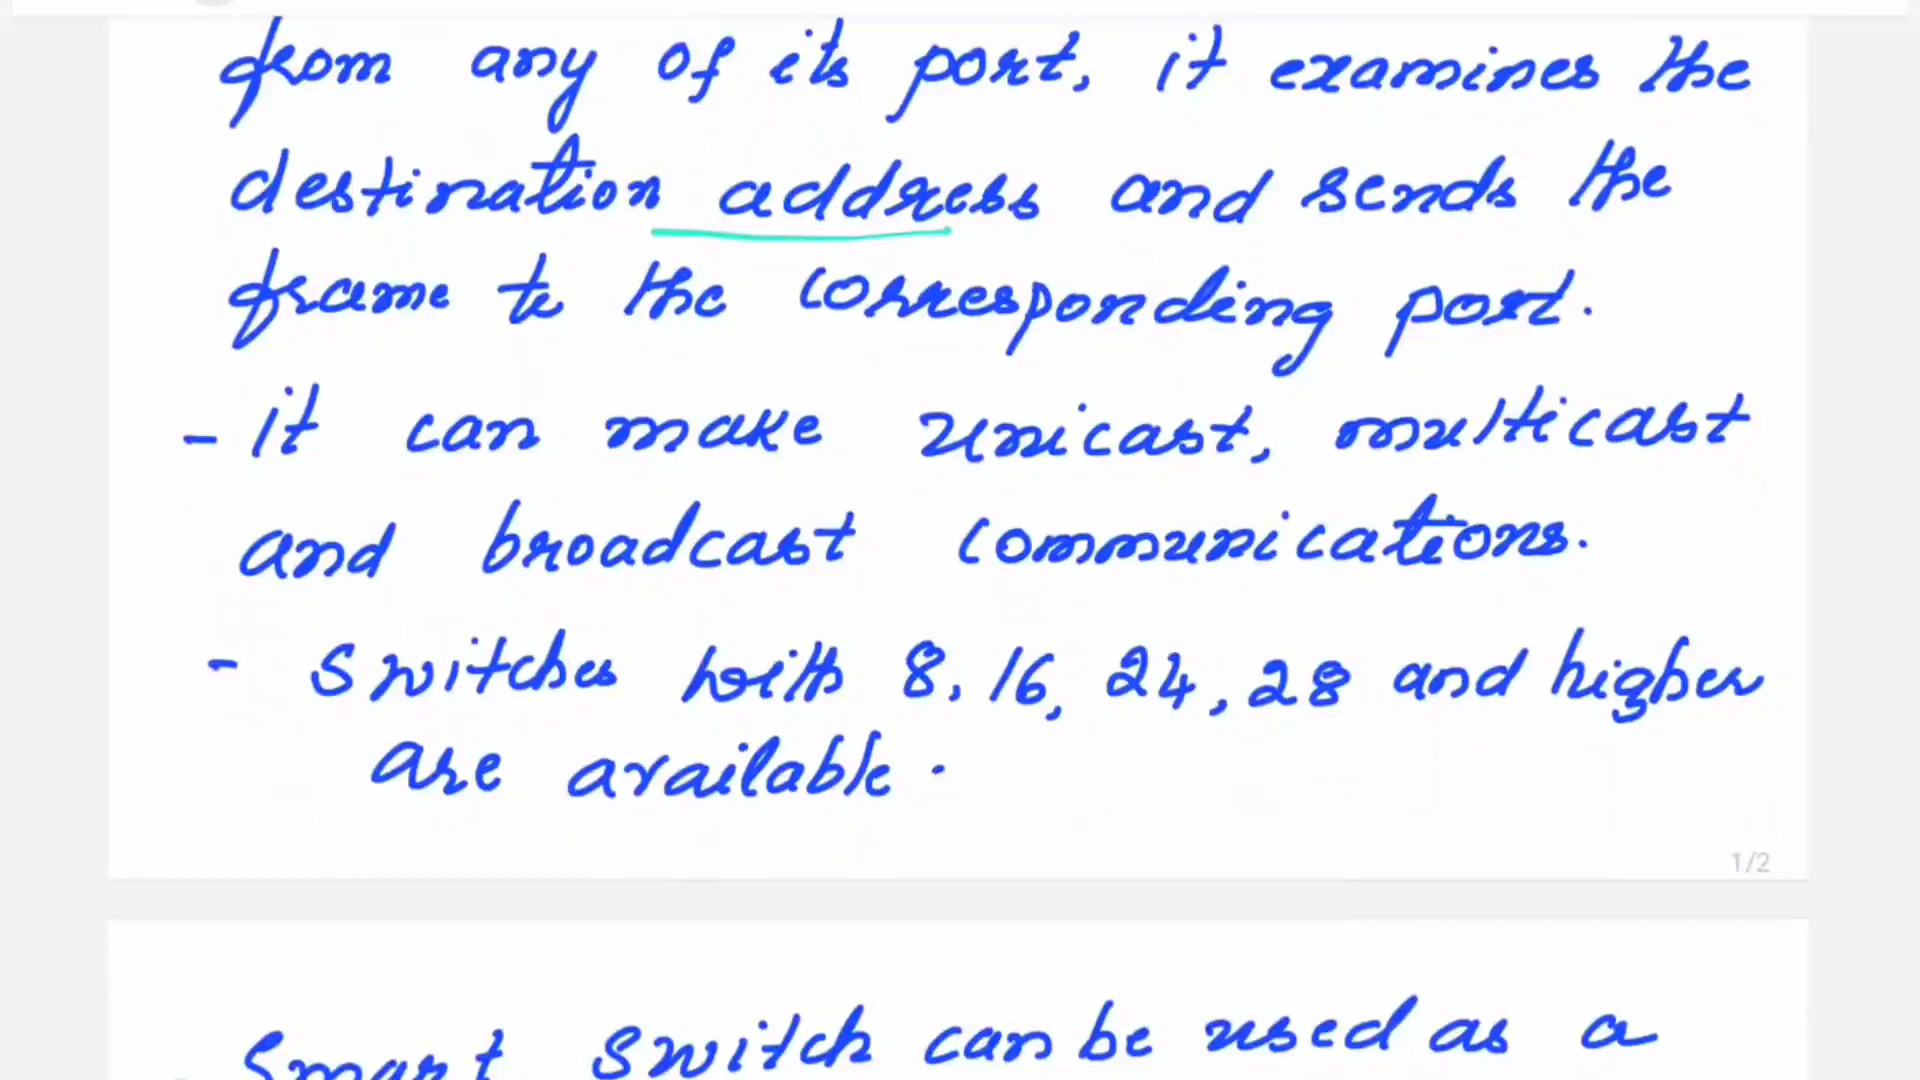 from any of its port, it examines the
destination address and sends the
frame to the corresponding port.
- It can make unicast, multicast
and broadcast communications.
- Switches with 8, 16, 24, 28 and higher
are available.
1/2
Smart switch can be used as a